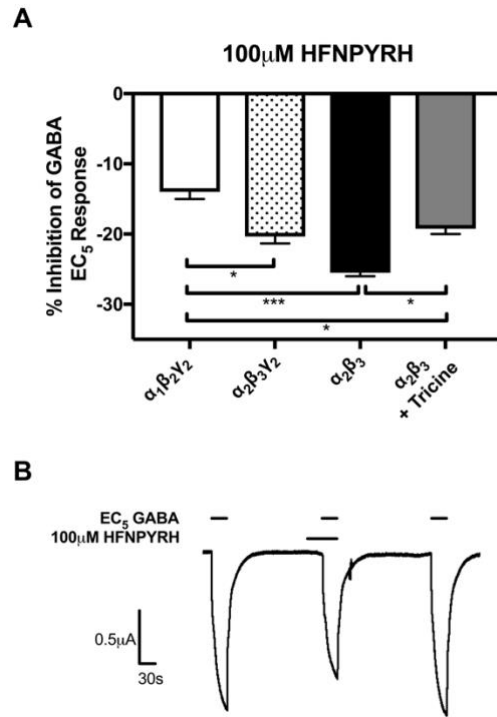 A
100μM HFNPYRH
% Inhibition of GABA
EC₅ Response
0
-10
-20
-30
*
***
*
*
α₁β₂γ₂
α₂β₃γ₂
α₂β₃
α₂β₃
+ Tricine
B
EC₅ GABA
100μM HFNPYRH
0.5μA
30s